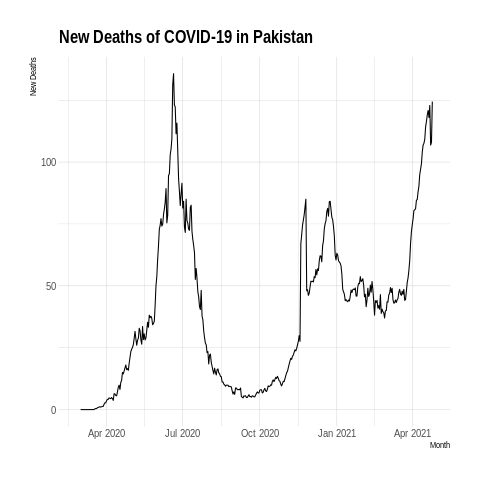 New Deaths of COVID-19 in Pakistan
New Deaths
100
50
0
Apr 2020 Jul 2020 Oct 2020 Jan 2021 Apr 2021
Month